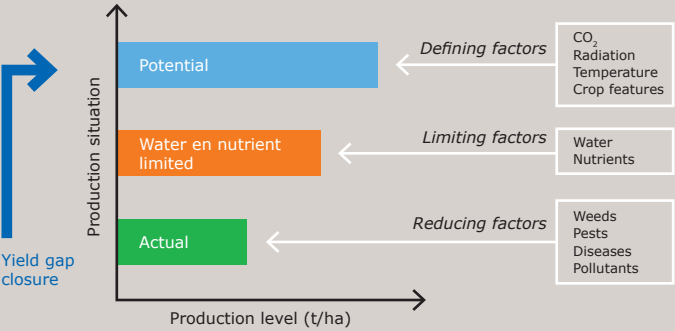 Production situation
Potential
Defining factors
CO₂
Radiation
Temperature
Crop features
Water en nutrient
limited
Limiting factors
Water
Nutrients
Actual
Reducing factors
Weeds
Pests
Diseases
Pollutants
Yield gap
closure
Production level (t/ha)